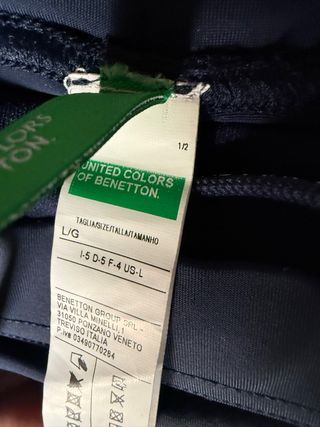 COLORS
TON.
1/2
UNITED COLORS
OF BENETTON.
TAGLIA/SIZE/TALLA/TAMANHO
L/G
I-5 D-5 F-4 US-L
BENETTON GROUP SRL -
VIA VILLA MINELLI,1
31050 PONZANO VENETO
TREVISO ITALIA
P.iva 03490770264